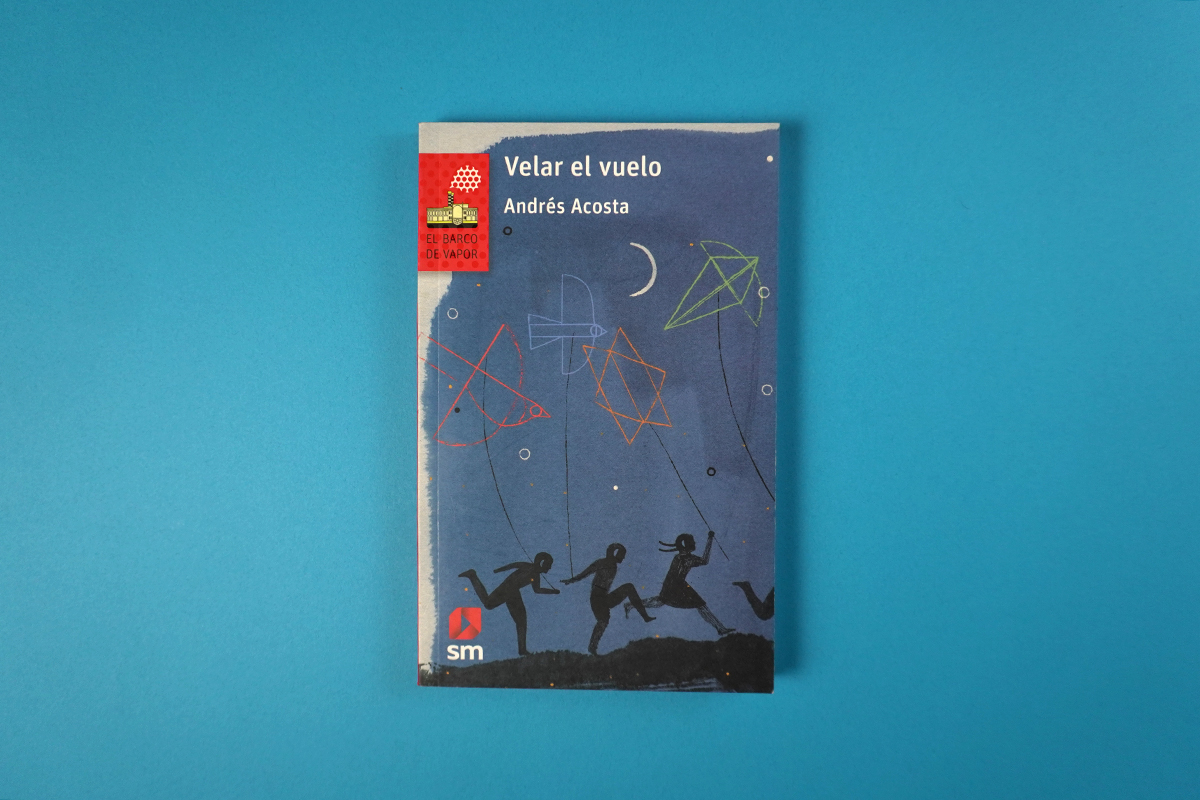 Velar el vuelo
Andrés Acosta
EL BARCO
DE VAPOR
sm